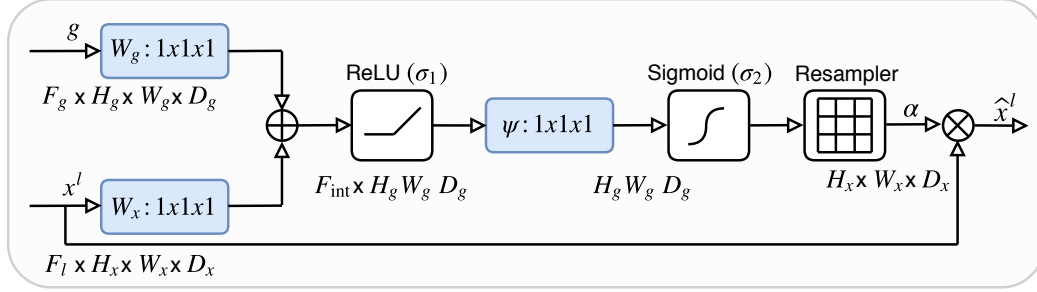 g
W_g : 1x1x1
F_g x H_g x W_g x D_g
x^l
W_x : 1x1x1
F_l x H_x x W_x x D_x
ReLU (σ_1)
F_int x H_g W_g D_g
ψ : 1x1x1
Sigmoid (σ_2)
H_g W_g D_g
Resampler
α
H_x x W_x x D_x
x̂^l